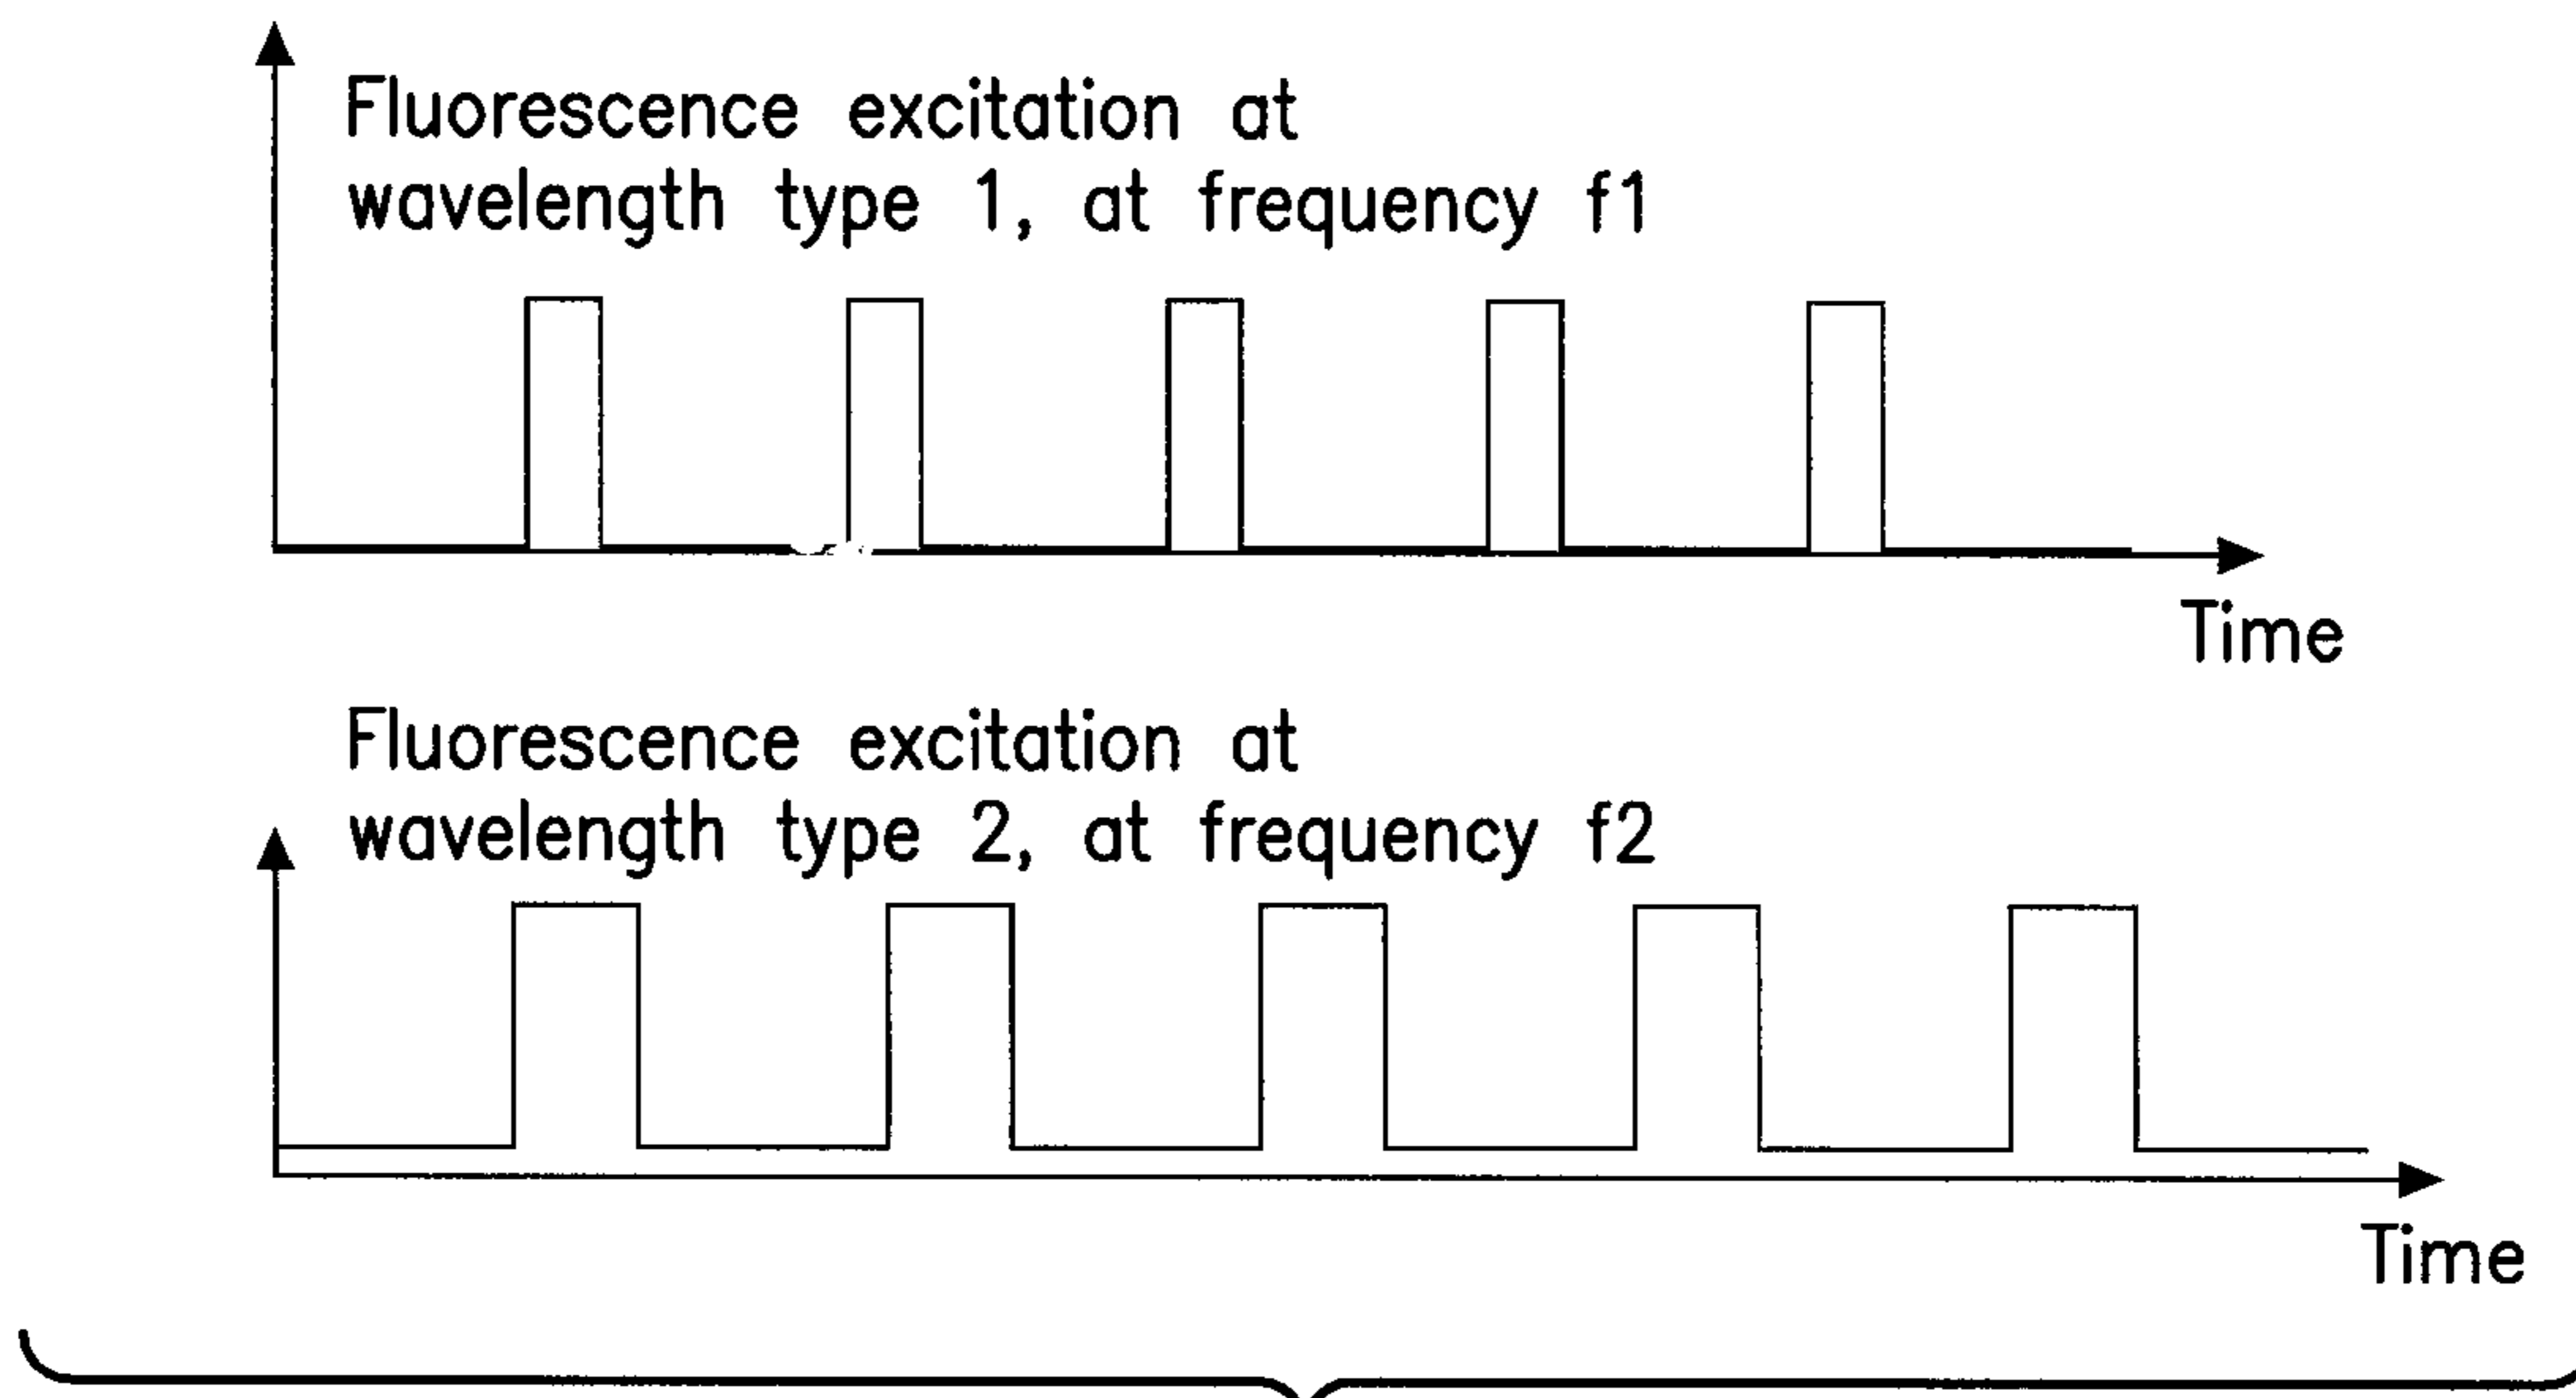 Fluorescence excitation at
wavelength type 1, at frequency f1
Time
Fluorescence excitation at
wavelength type 2, at frequency f2
Time